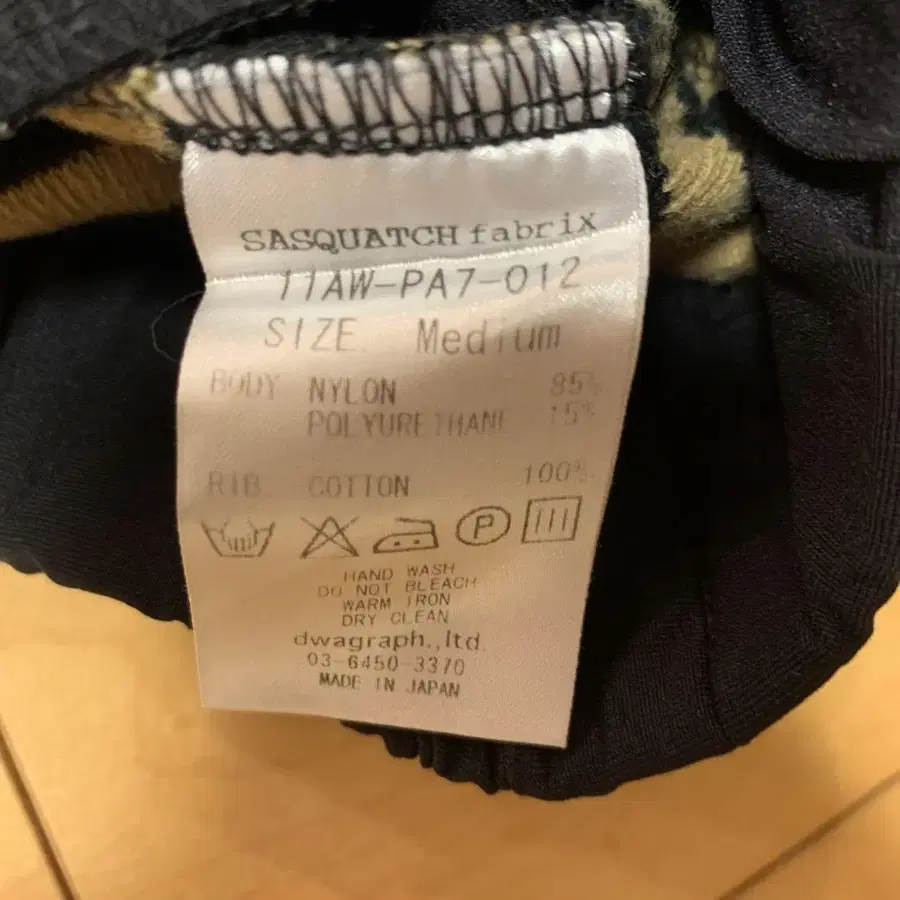 SASQUATCH fabrix
11AW-PA7-012
SIZE Medium
BODY NYLON 85%
POLYURETHANE 15%
RIB COTTON 100%
P
HAND WASH
DO NOT BLEACH
WARM IRON
DRY CLEAN
dwagraph.,ltd.
03-6450-3370
MADE IN JAPAN